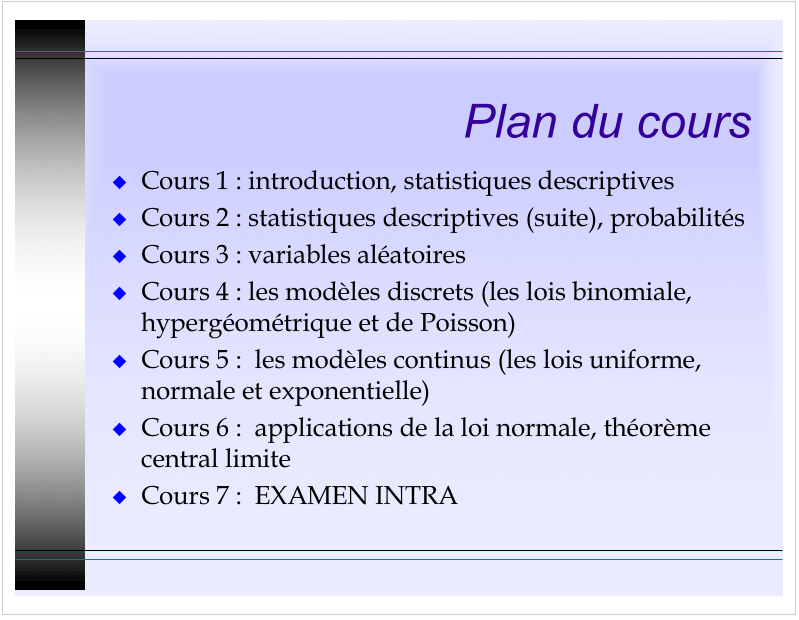 Plan du cours
Cours 1 : introduction, statistiques descriptives
Cours 2 : statistiques descriptives (suite), probabilités
Cours 3 : variables aléatoires
Cours 4 : les modèles discrets (les lois binomiale,
hypergéométrique et de Poisson)
Cours 5 :  les modèles continus (les lois uniforme,
normale et exponentielle)
Cours 6 :  applications de la loi normale, théorème
central limite
Cours 7 :  EXAMEN INTRA